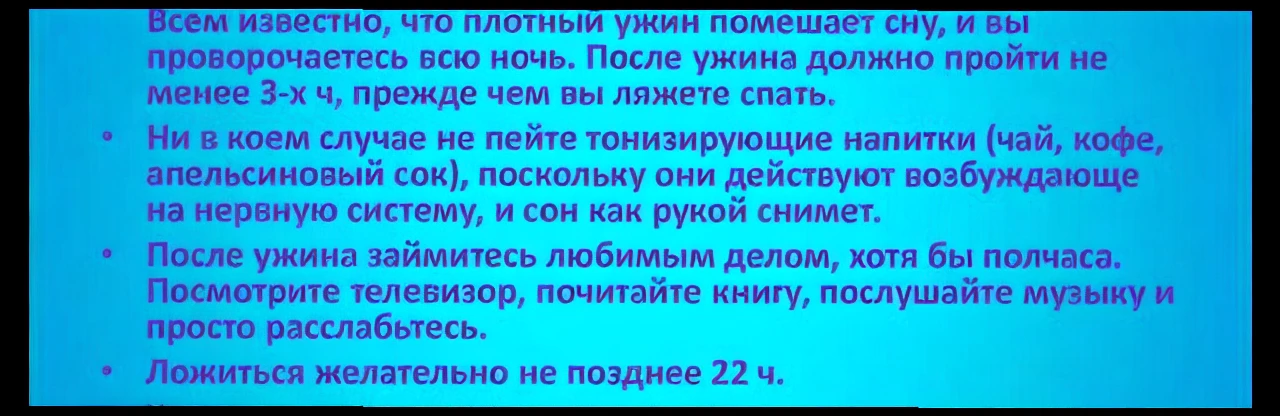 Всем известно, что плотный ужин помешает сну, и вы
проворочаетесь всю ночь. После ужина должно пройти не
менее 3-х ч, прежде чем вы ляжете спать.
• Ни в коем случае не пейте тонизирующие напитки (чай, кофе,
апельсиновый сок), поскольку они действуют возбуждающе
на нервную систему, и сон как рукой снимет.
• После ужина займитесь любимым делом, хотя бы полчаса.
Посмотрите телевизор, почитайте книгу, послушайте музыку и
просто расслабьтесь.
• Ложиться желательно не позднее 22 ч.